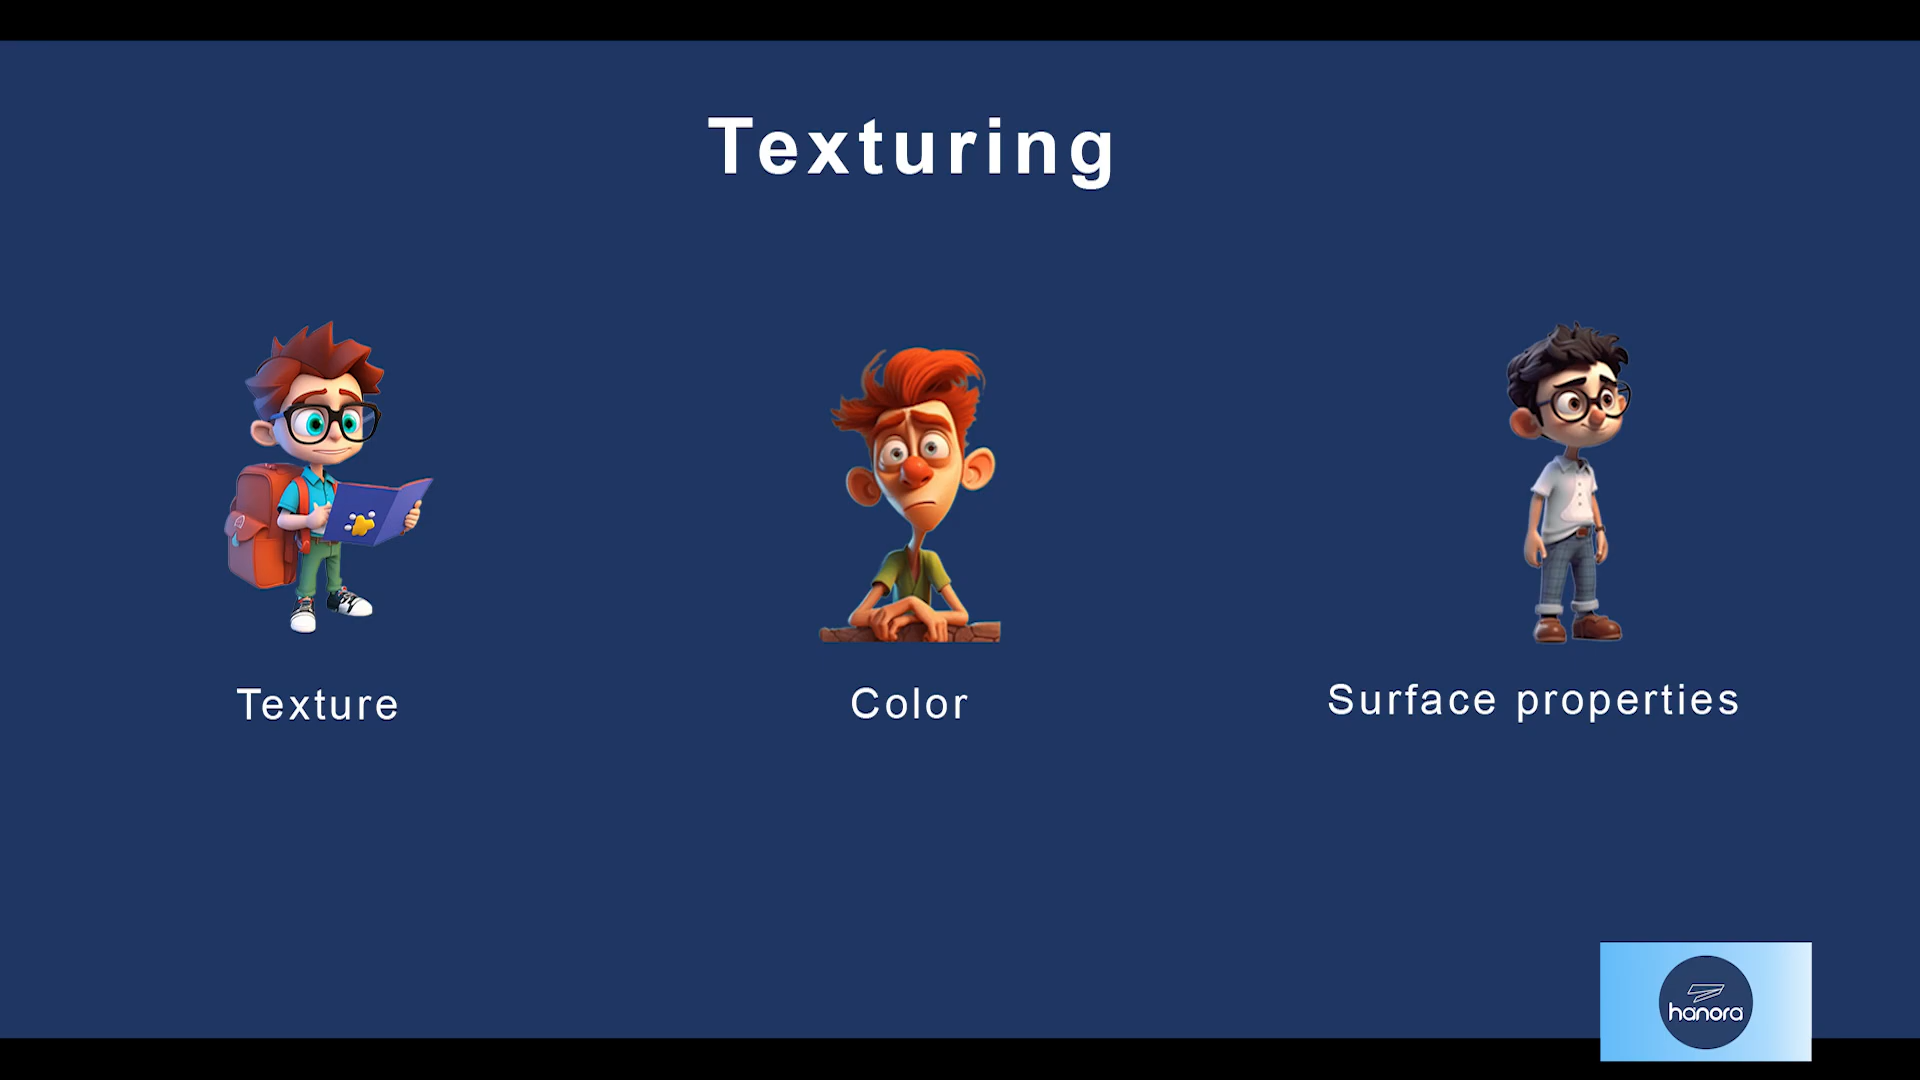 Texturing
Texture
Color
Surface properties
hanora